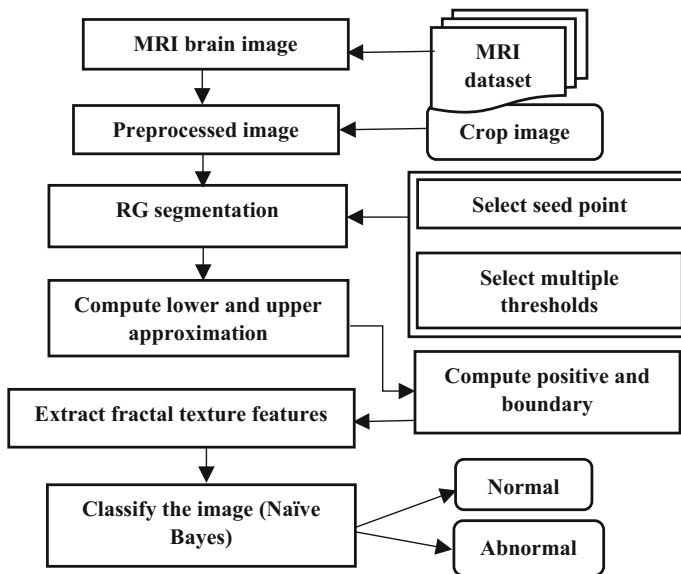 MRI brain image
MRI
dataset
Preprocessed image
Crop image
RG segmentation
Select seed point
Select multiple
thresholds
Compute lower and upper
approximation
Compute positive and
boundary
Extract fractal texture features
Classify the image (Naïve
Bayes)
Normal
Abnormal